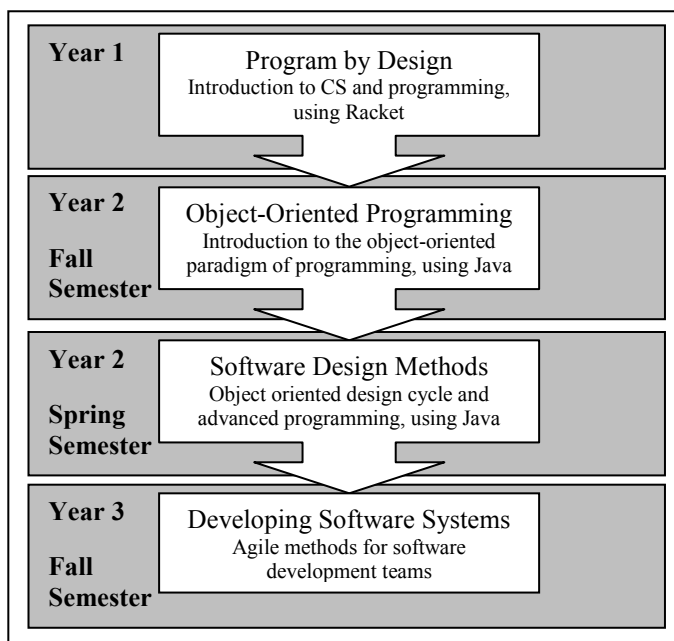 Year 1
Program by Design
Introduction to CS and programming,
using Racket
Year 2
Fall
Semester
Object-Oriented Programming
Introduction to the object-oriented
paradigm of programming, using Java
Year 2
Spring
Semester
Software Design Methods
Object oriented design cycle and
advanced programming, using Java
Year 3
Fall
Semester
Developing Software Systems
Agile methods for software
development teams